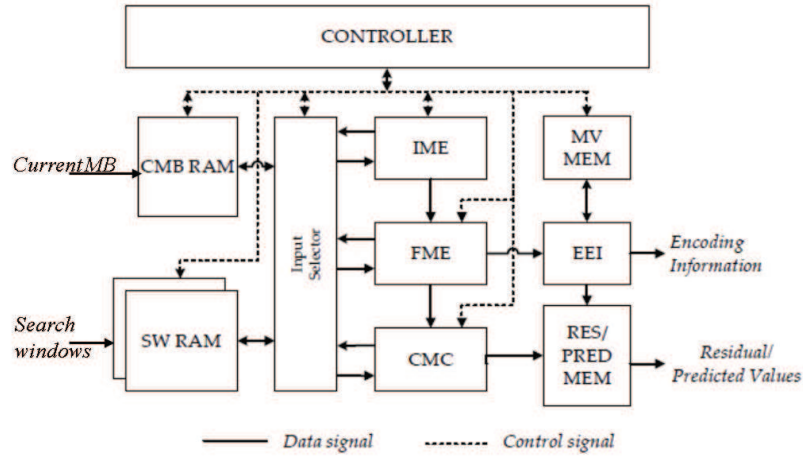 CONTROLLER
CurrentMB
CMB RAM
IME
MV
MEM
Input
Selector
FME
EEI
Encoding
Information
Search
windows
SW RAM
CMC
RES/
PRED
MEM
Residual/
Predicted Values
Data signal
Control signal